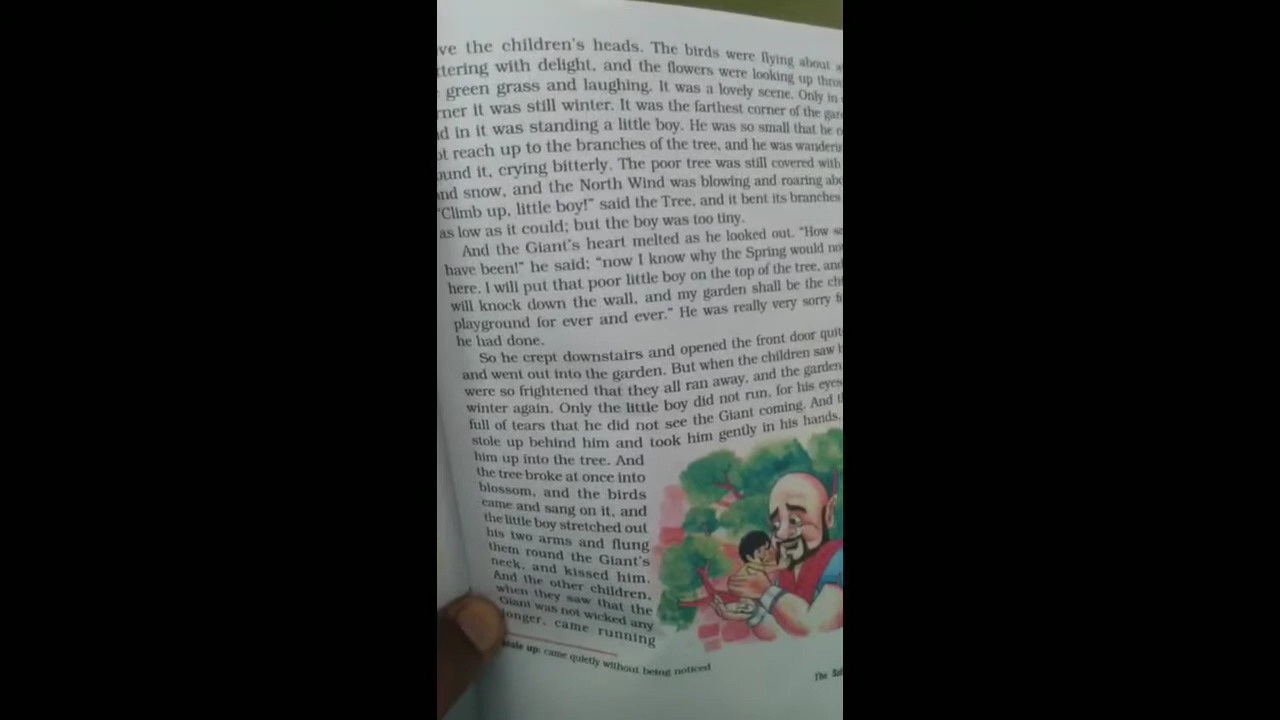 ve the children's heads. The birds were flying about
ttering with delight, and the flowers were looking up thro
green grass and laughing. It was a lovely scene. Only in
rner it was still winter. It was the farthest corner of the gar
d in it was standing a little boy. He was so small that he
ot reach up to the branches of the tree, and he was wanderi
ound it, crying bitterly. The poor tree was still covered with
nd snow, and the North Wind was blowing and roaring abo
"Climb up, little boy!" said the Tree, and it bent its branches
as low as it could; but the boy was too tiny.
And the Giant's heart melted as he looked out. "How se
have been!" he said; "now I know why the Spring would no
here. I will put that poor little boy on the top of the tree, and
will knock down the wall, and my garden shall be the chi
playground for ever and ever." He was really very sorry f
he had done.
So he crept downstairs and opened the front door quit
and went out into the garden. But when the children saw h
were so frightened that they all ran away, and the garden
winter again. Only the little boy did not run, for his eyes
full of tears that he did not see the Giant coming. And t
stole up behind him and took him gently in his hands,
him up into the tree. And
the tree broke at once into
blossom, and the birds
came and sang on it, and
the little boy stretched out
his two arms and flung
them round the Giant's
neck, and kissed him.
And the other children,
when they saw that the
Giant was not wicked any
longer, came running
stole up: came quietly without being noticed
The